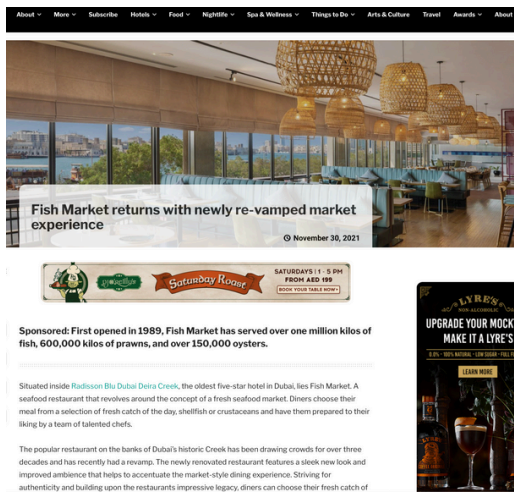 About More Subscribe Hotels Food Nightlife Spa & Wellness Things to Do Arts & Culture Travel Awards About
Fish Market returns with newly re-vamped market
experience
November 30, 2021
Saturday Roast
SATURDAYS | 1 - 5 PM
FROM AED 199
BOOK YOUR TABLE NOW
Sponsored: First opened in 1989, Fish Market has served over one million kilos of
fish, 600,000 kilos of prawns, and over 150,000 oysters.
Situated inside Radisson Blu Dubai Deira Creek, the oldest five-star hotel in Dubai, lies Fish Market. A
seafood restaurant that revolves around the concept of a fresh seafood market. Diners choose their
meal from a selection of fresh catch of the day, shellfish or crustaceans and have them prepared to their
liking by a team of talented chefs.
The popular restaurant on the banks of Dubai's historic Creek has been drawing crowds for over three
decades and has recently had a revamp. The newly renovated restaurant features a sleek new look and
improved ambience that helps to accentuate the market-style dining experience. Striving for
authenticity and building upon the restaurants impressive legacy, diners can choose their fresh catch of
LYRE'S
NON-ALCOHOLIC
UPGRADE YOUR MOCK
MAKE IT A LYRE'S
0.0% · 100% NATURAL · LOW SUGAR · FULL F
LEARN MORE